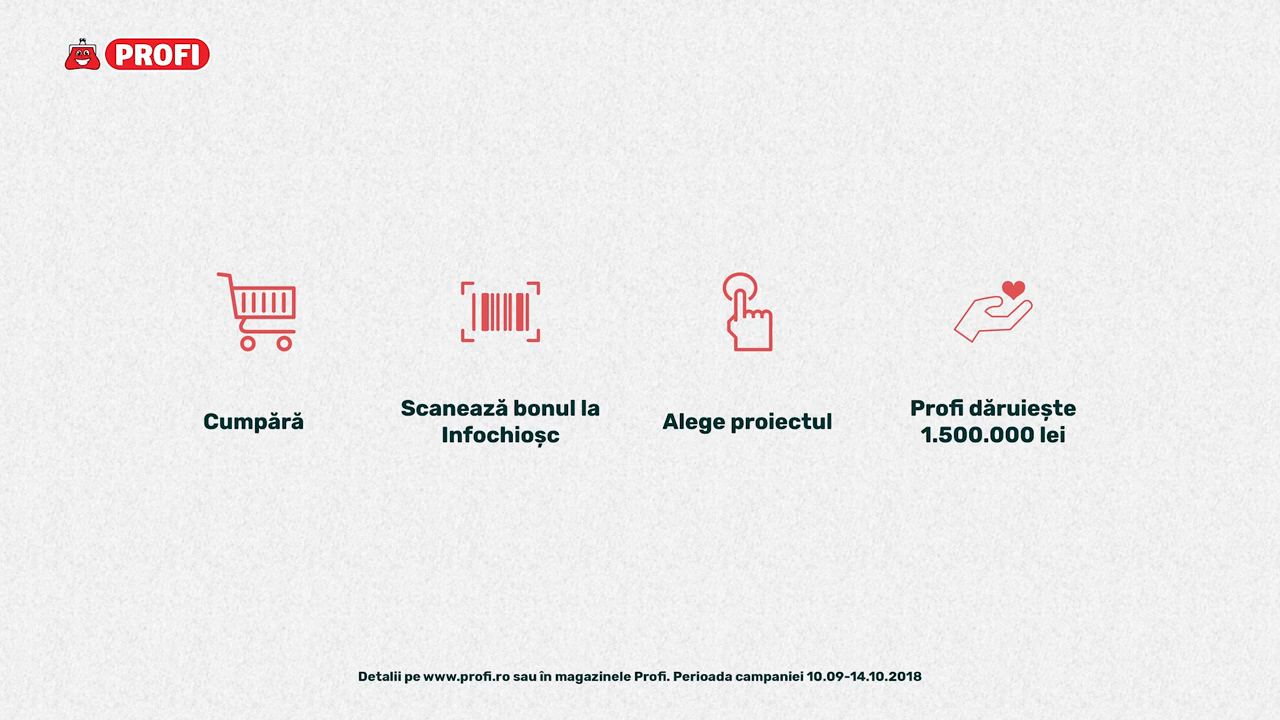 PROFI
Cumpără
Scanează bonul la
Infochioșc
Alege proiectul
Profi dăruiește
1.500.000 lei
Detalii pe www.profi.ro sau în magazinele Profi. Perioada campaniei 10.09-14.10.2018